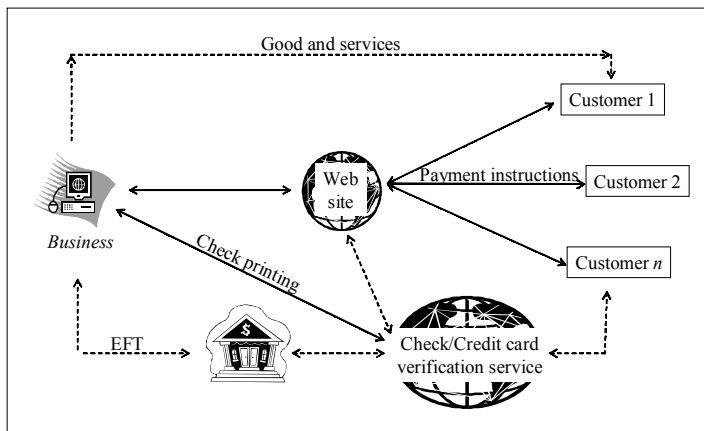 Good and services
Customer 1
Web
site
Payment instructions
Customer 2
Business
Check printing
Customer n
EFT
$
Check/Credit card
verification service